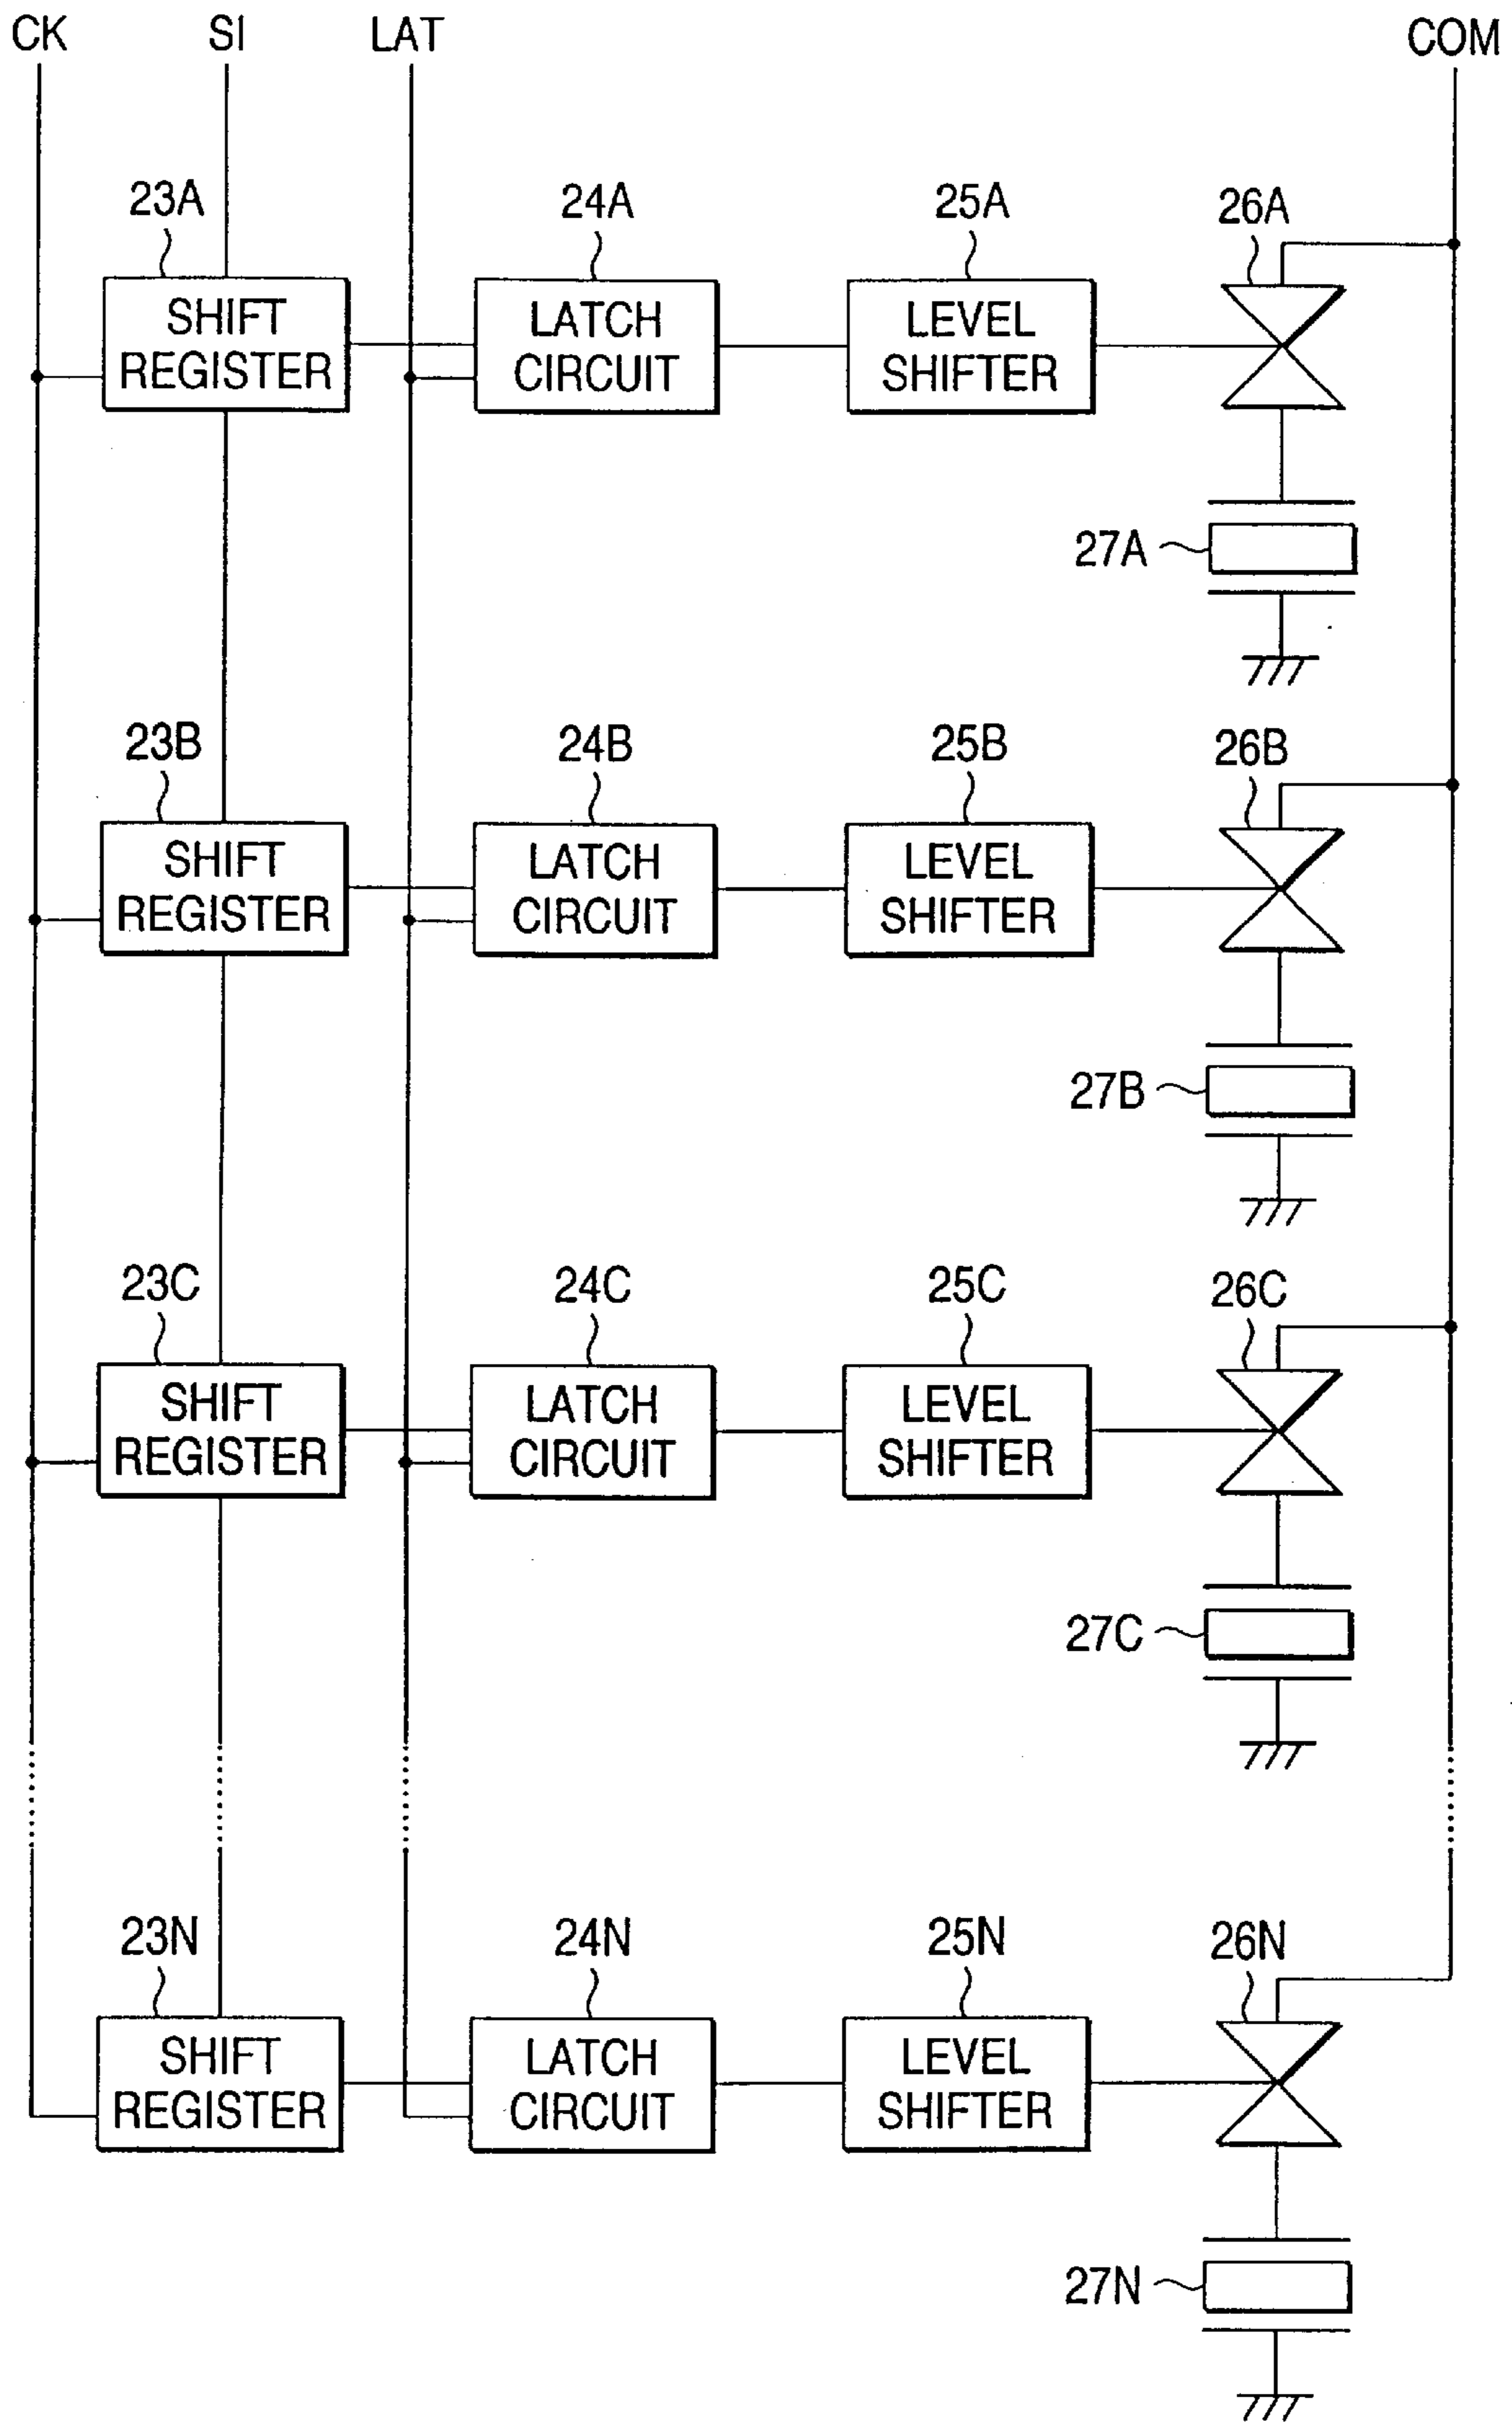 CK SI LAT COM
23A 24A 25A 26A
SHIFT REGISTER
LATCH CIRCUIT
LEVEL SHIFTER
27A
23B 24B 25B 26B
SHIFT REGISTER
LATCH CIRCUIT
LEVEL SHIFTER
27B
23C 24C 25C 26C
SHIFT REGISTER
LATCH CIRCUIT
LEVEL SHIFTER
27C
23N 24N 25N 26N
SHIFT REGISTER
LATCH CIRCUIT
LEVEL SHIFTER
27N